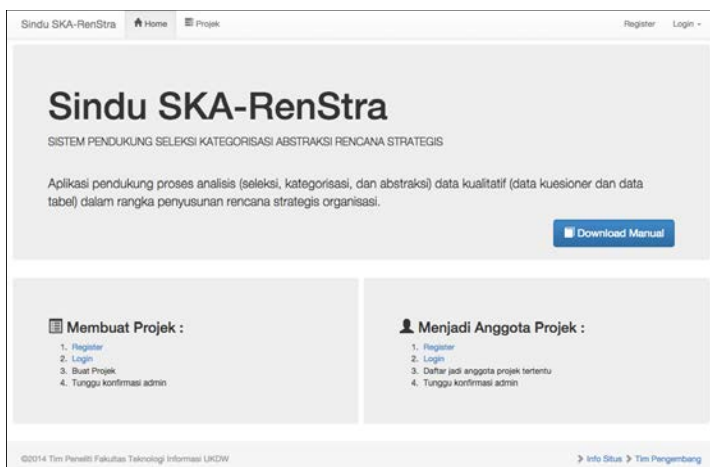 Sindu SKA-RenStra Home Projek Register Login
Sindu SKA-RenStra
SISTEM PENDUKUNG SELEKSI KATEGORISASI ABSTRAKSI RENCANA STRATEGIS
Aplikasi pendukung proses analisis (seleksi, kategorisasi, dan abstraksi) data kualitatif (data kuesioner dan data
tabel) dalam rangka penyusunan rencana strategis organisasi.
Download Manual
Membuat Projek :
1. Register
2. Login
3. Buat Projek
4. Tunggu konfirmasi admin
Menjadi Anggota Projek :
1. Register
2. Login
3. Daftar jadi anggota projek tertentu
4. Tunggu konfirmasi admin
©2014 Tim Peneliti Fakultas Teknologi Informasi UKDW
Info Situs Tim Pengembang